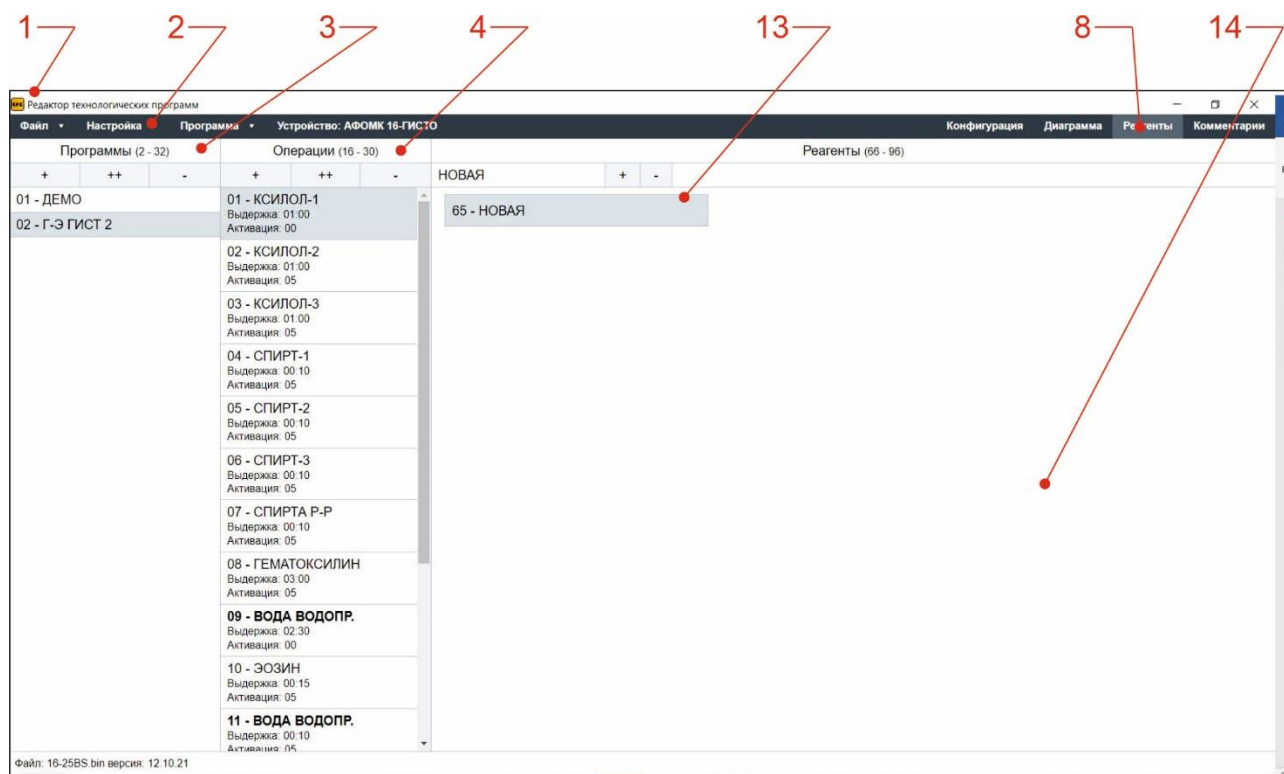 1 2 3 4 13 8 14
Редактор технологических программ
Файл Настройка Программа Устройство: АФОМК 16-ГИСТО Конфигурация Диаграмма Реагенты Комментарии
Программы (2 - 32) Операции (16 - 30) Реагенты (66 - 96)
+ ++ - + ++ - НОВАЯ + -
01 - ДЕМО
02 - Г-Э ГИСТ 2
01 - КСИЛОЛ-1
Выдержка: 01:00
Активация: 00
02 - КСИЛОЛ-2
Выдержка: 01:00
Активация: 05
03 - КСИЛОЛ-3
Выдержка: 01:00
Активация: 05
04 - СПИРТ-1
Выдержка: 00:10
Активация: 05
05 - СПИРТ-2
Выдержка: 00:10
Активация: 05
06 - СПИРТ-3
Выдержка: 00:10
Активация: 05
07 - СПИРТА Р-Р
Выдержка: 00:10
Активация: 05
08 - ГЕМАТОКСИЛИН
Выдержка: 03:00
Активация: 05
09 - ВОДА ВОДОПР.
Выдержка: 02:30
Активация: 00
10 - ЭОЗИН
Выдержка: 00:15
Активация: 05
11 - ВОДА ВОДОПР.
Выдержка: 00:10
Активация: 05
65 - НОВАЯ
Файл: 16-25BS.bin версия: 12.10.21